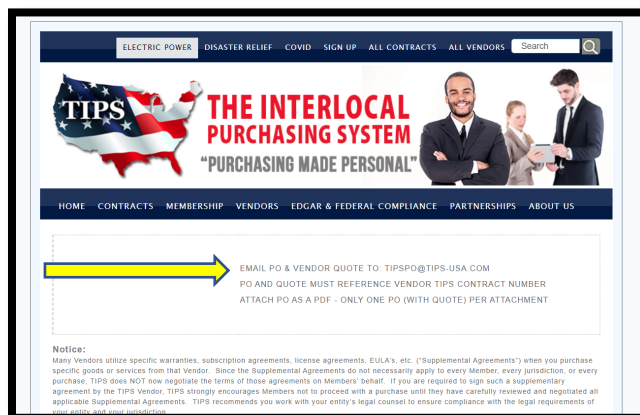 ELECTRIC POWER DISASTER RELIEF COVID SIGN UP ALL CONTRACTS ALL VENDORS Search
TIPS
THE INTERLOCAL
PURCHASING SYSTEM
“PURCHASING MADE PERSONAL”
HOME CONTRACTS MEMBERSHIP VENDORS EDGAR & FEDERAL COMPLIANCE PARTNERSHIPS ABOUT US
EMAIL PO & VENDOR QUOTE TO: TIPSPO@TIPS-USA.COM
PO AND QUOTE MUST REFERENCE VENDOR TIPS CONTRACT NUMBER
ATTACH PO AS A PDF - ONLY ONE PO (WITH QUOTE) PER ATTACHMENT
Notice:
Many Vendors utilize specific warranties, subscription agreements, license agreements, EULA's, etc. (“Supplemental Agreements”) when you purchase
specific goods or services from that Vendor. Since the Supplemental Agreements do not necessarily apply to every Member, every jurisdiction, or every
purchase, TIPS does NOT now negotiate the terms of those agreements on Members' behalf. If you are required to sign such a supplementary
agreement by the TIPS Vendor, TIPS strongly encourages Members not to proceed with a purchase until they have carefully reviewed and negotiated all
applicable Supplemental Agreements. TIPS recommends you work with your entity's legal counsel to ensure compliance with the legal requirements of
your entity and your jurisdiction.